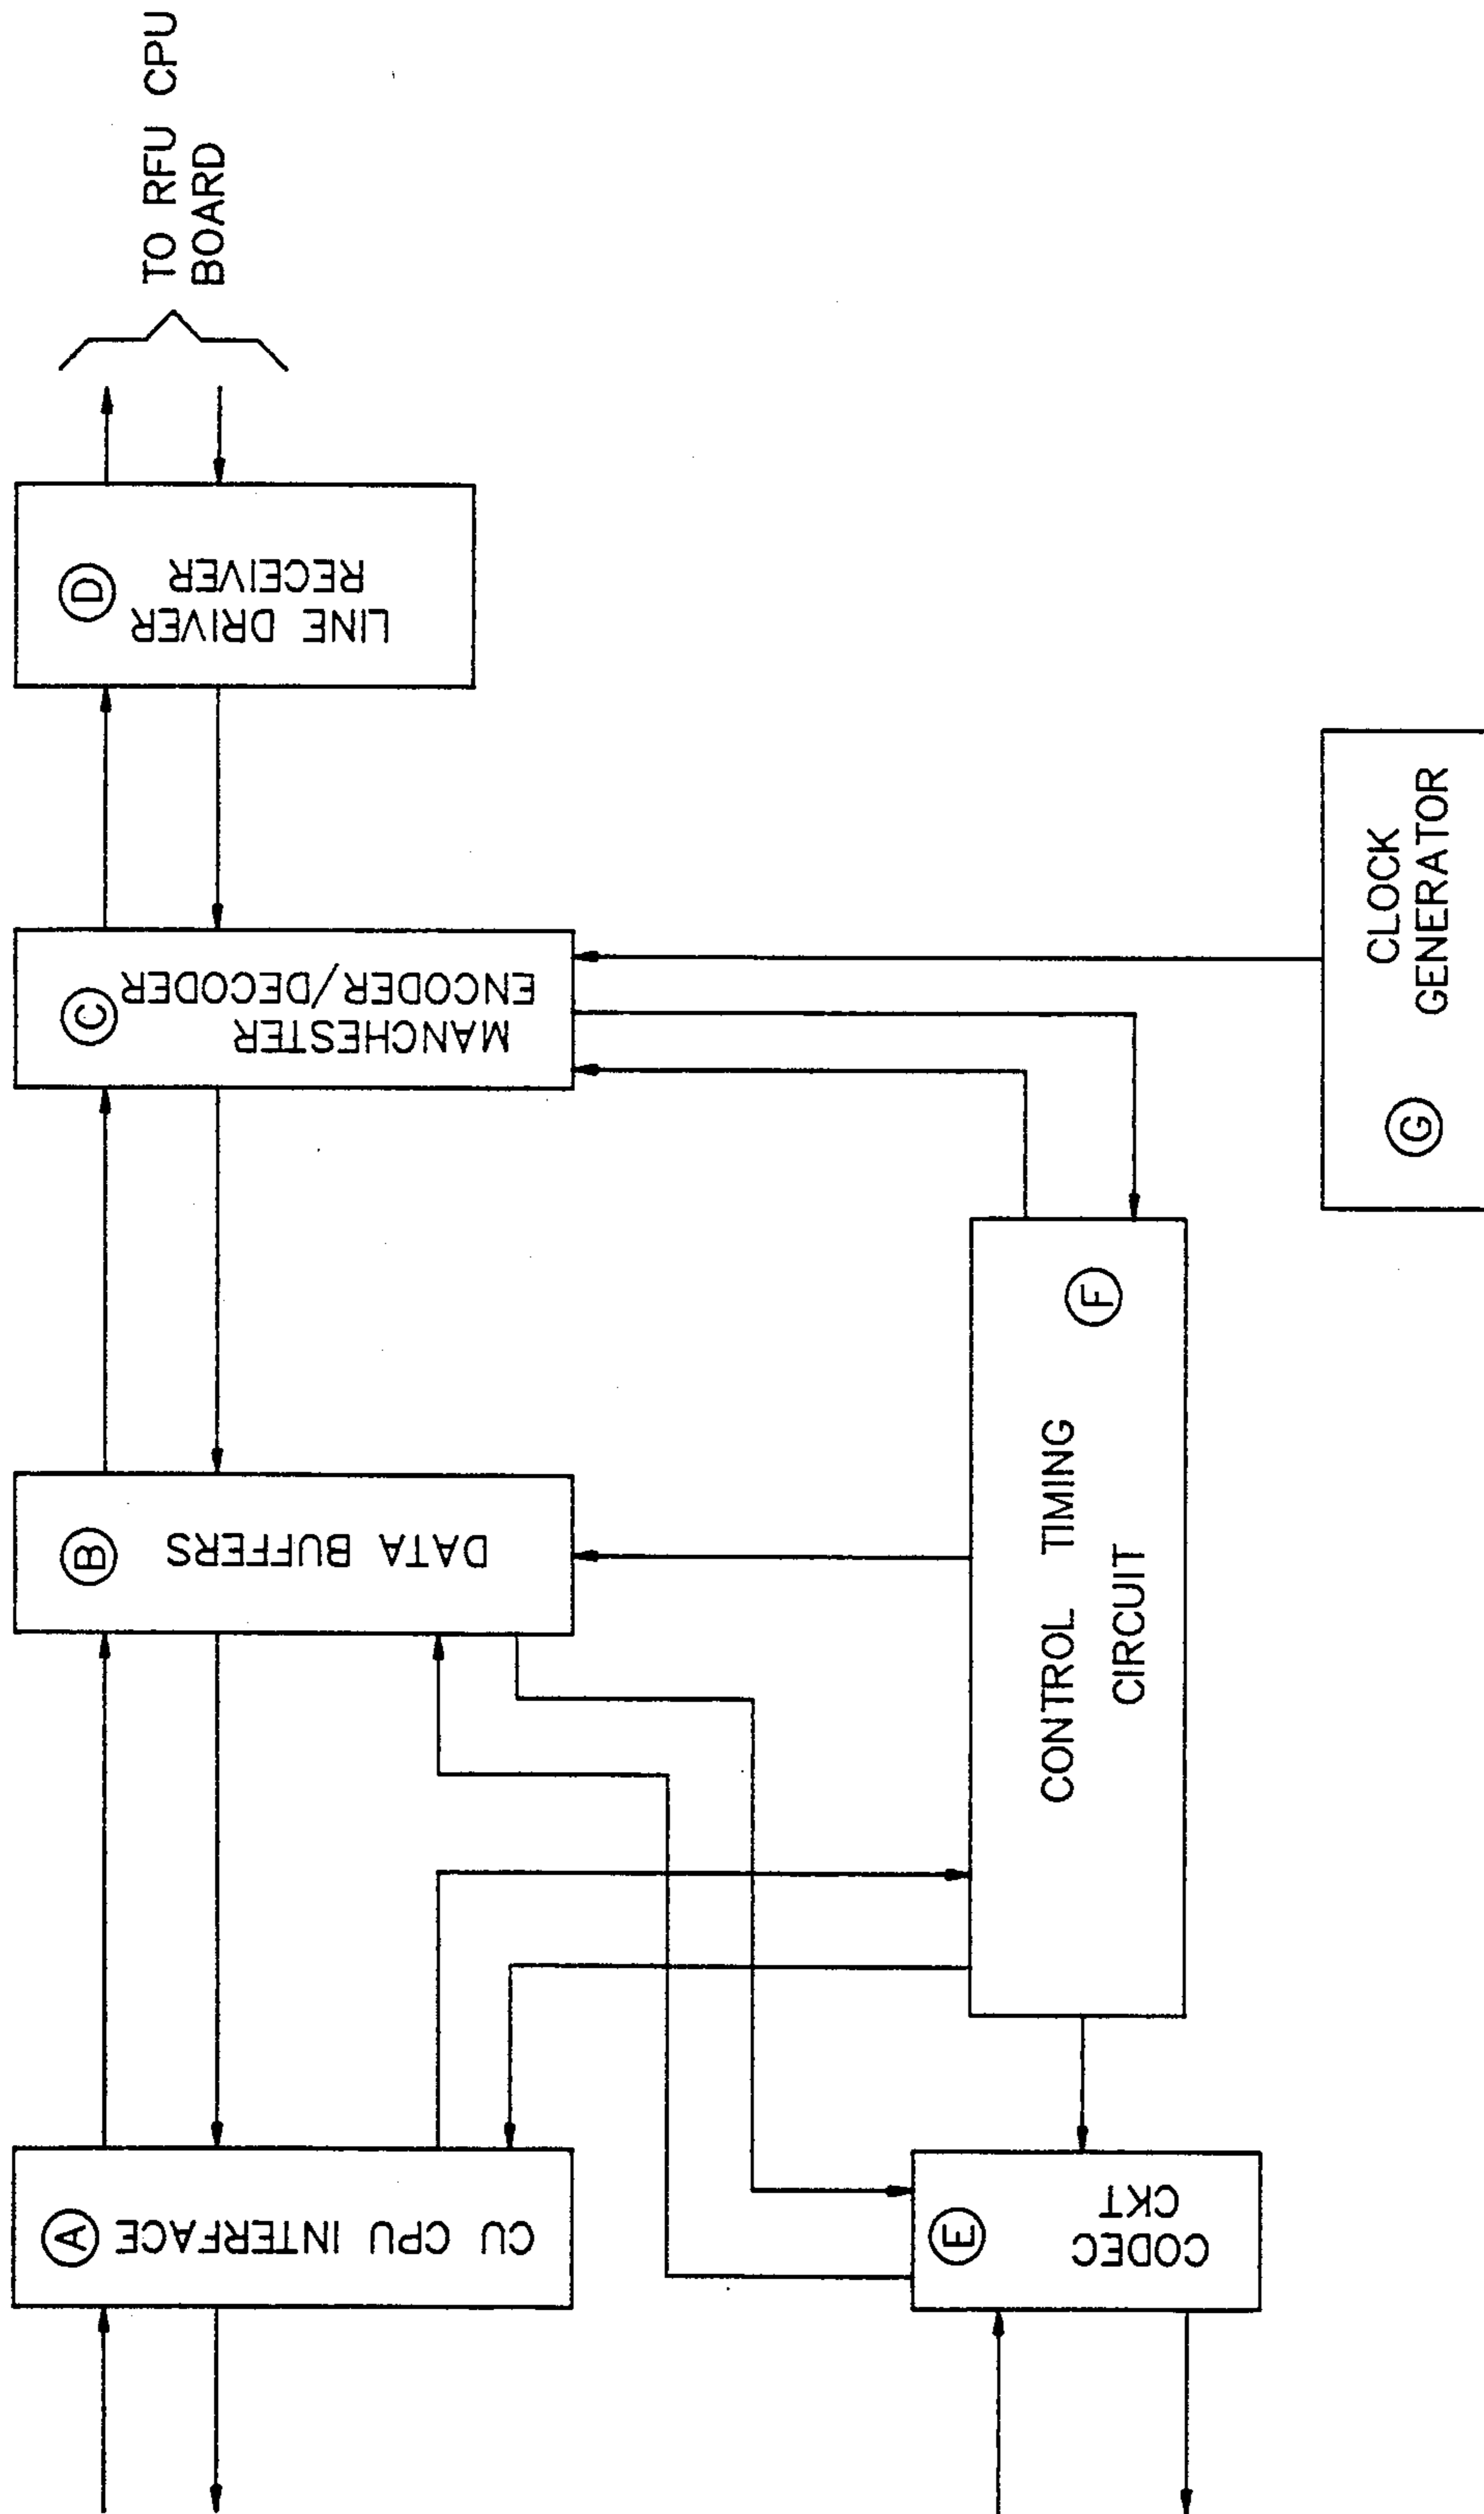 TO RFU CPU
BOARD
D
LINE DRIVER
RECEIVER
C
MANCHESTER
ENCODER/DECODER
B
DATA BUFFERS
A
CU CPU INTERFACE
E
CODEC
CKT
CONTROL TIMING
CIRCUIT
F
G
CLOCK
GENERATOR